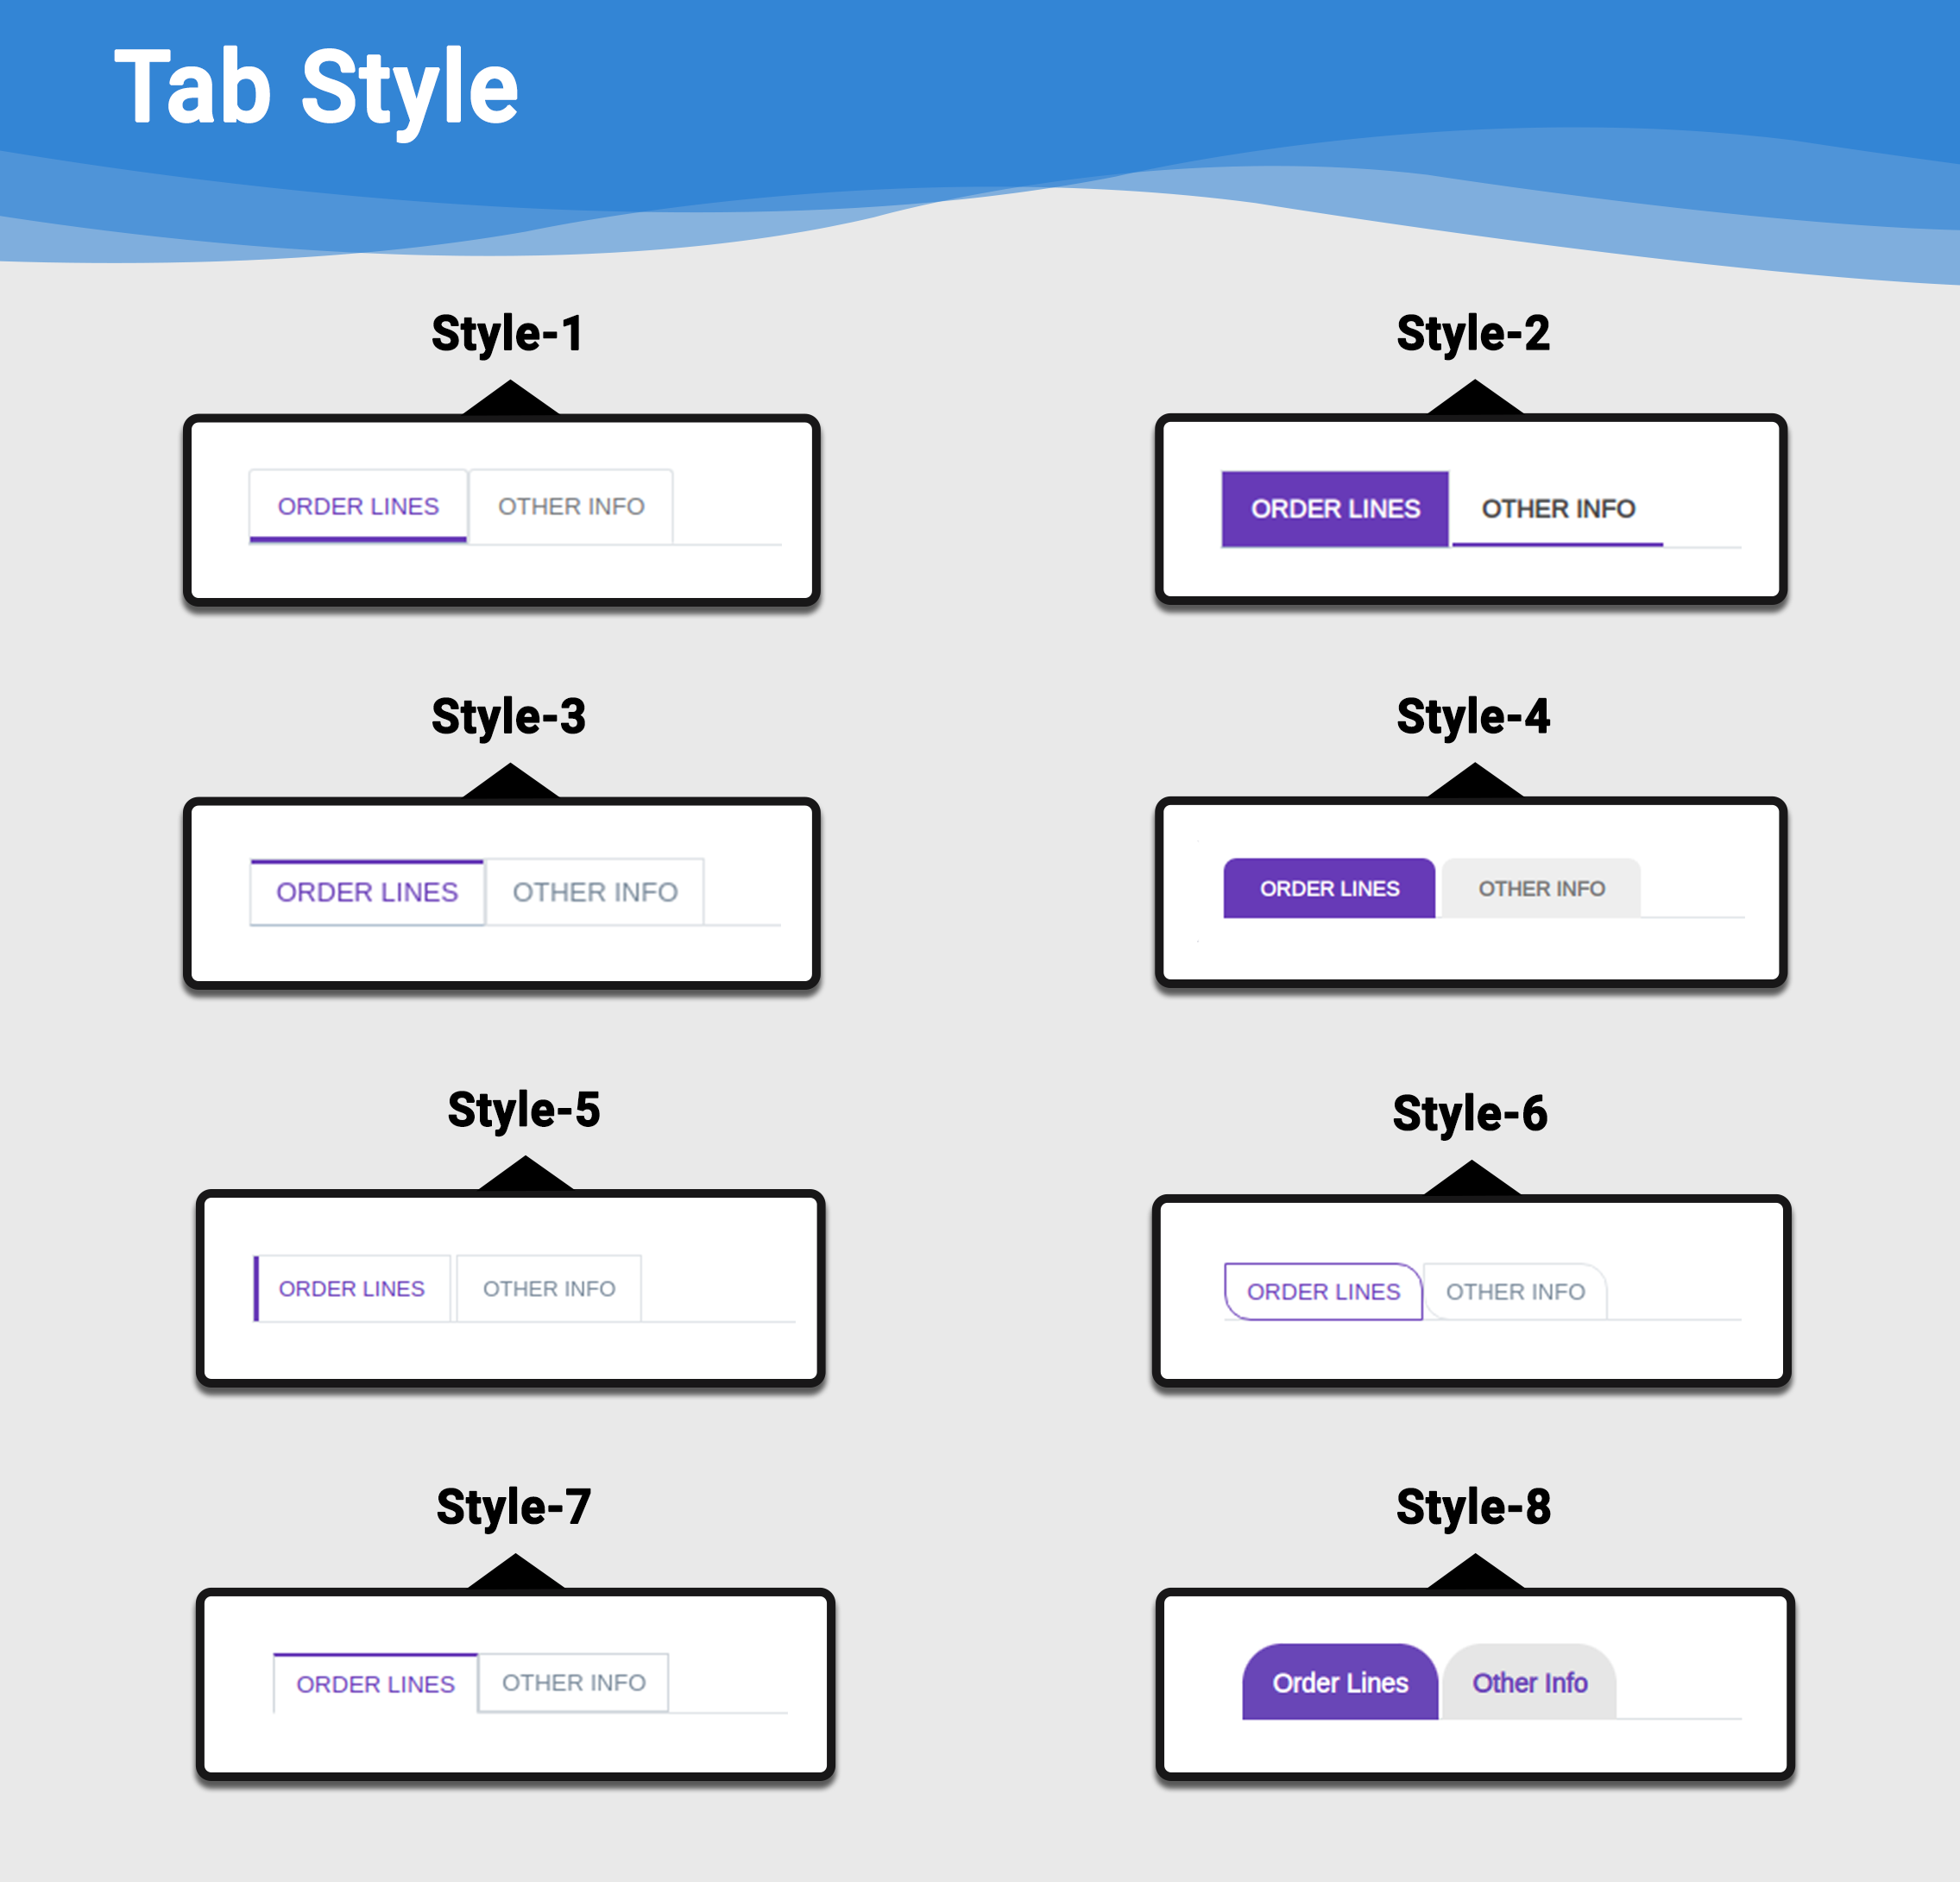 Tab Style
Style-1
Style-2
ORDER LINES OTHER INFO
ORDER LINES OTHER INFO
Style-3
Style-4
ORDER LINES OTHER INFO
ORDER LINES OTHER INFO
Style-5
Style-6
ORDER LINES OTHER INFO
ORDER LINES OTHER INFO
Style-7
Style-8
ORDER LINES OTHER INFO
Order Lines Other Info